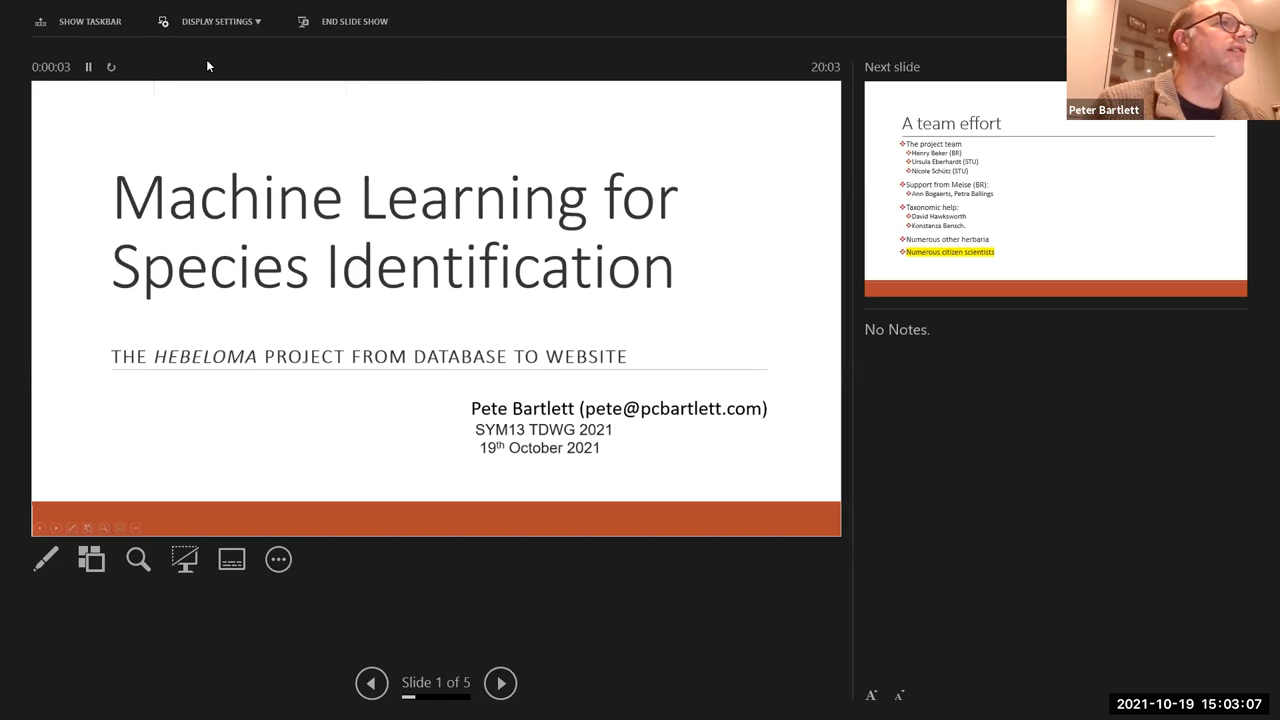 SHOW TASKBAR
DISPLAY SETTINGS ▼
END SLIDE SHOW
0:00:03
20:03
Machine Learning for
Species Identification
THE HEBELOMA PROJECT FROM DATABASE TO WEBSITE
Pete Bartlett (pete@pcbartlett.com)
SYM13 TDWG 2021
19th October 2021
Slide 1 of 5
Next slide
A team effort
❖The project team
❖Henry Beker (BR)
❖Ursula Eberhardt (STU)
❖Nicole Schütz (STU)
❖Support from Meise (BR):
❖Ann Bogaerts, Petra Ballings
❖Taxonomic help:
❖David Hawksworth
❖Konstanze Bensch.
❖Numerous other herbaria
❖Numerous citizen scientists
No Notes.
Peter Bartlett
A A
2021-10-19 15:03:07